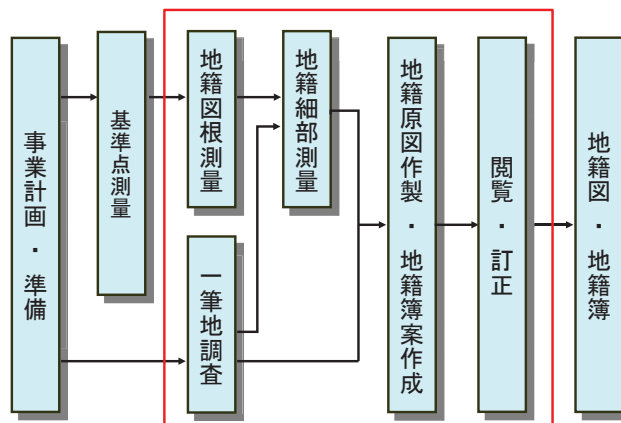 事業計画・準備
基準点測量
地籍図根測量
一筆地調査
地籍細部測量
地籍原図作製・地籍簿案作成
閲覧・訂正
地籍図・地籍簿